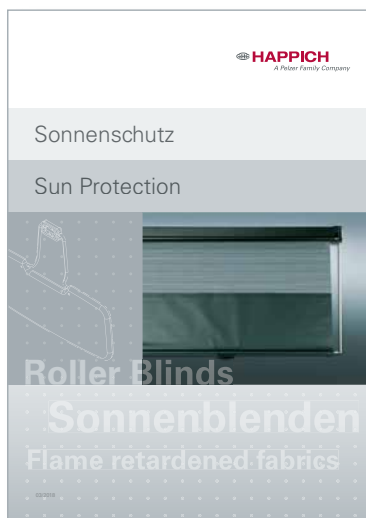 HAPPICH
A Pelzer Family Company
Sonnenschutz
Sun Protection
Roller Blinds
Sonnenblenden
Flame retardened fabrics